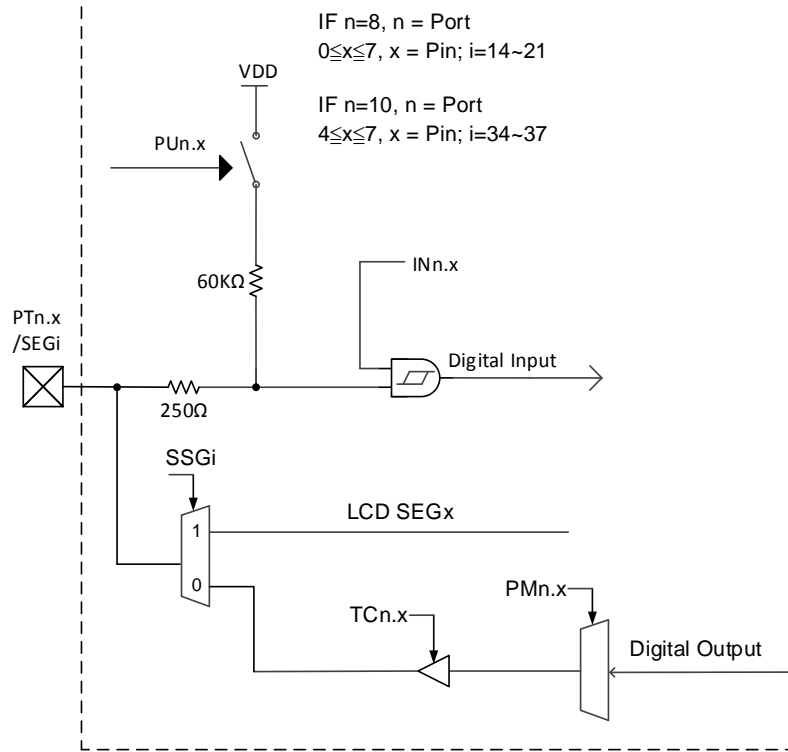 IF n=8, n = Port
0≦x≦7, x = Pin; i=14~21
IF n=10, n = Port
4≦x≦7, x = Pin; i=34~37
VDD
PUn.x
60KΩ
INn.x
PTn.x
/SEGi
Digital Input
250Ω
SSGi
1
LCD SEGx
0
TCn.x
PMn.x
Digital Output